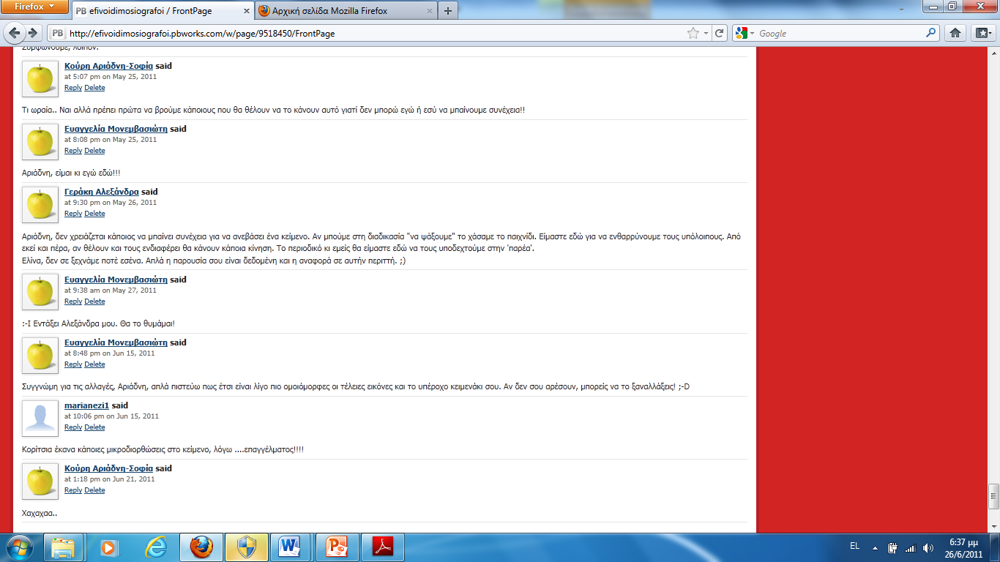 Firefox
efivoidimosiografoi / FrontPage
Αρχική σελίδα Mozilla Firefox
http://efivoidimosiografoi.pbworks.com/w/page/9518450/FrontPage
Google
Συμφωνούμε, λοιπόν.
Κούρη Αριάδνη-Σοφία said
at 5:07 pm on May 25, 2011
Reply Delete
Τι ωραία.. Ναι αλλά πρέπει πρώτα να βρούμε κάποιους που θα θέλουν να το κάνουν αυτό γιατί δεν μπορώ εγώ ή εσύ να μπαίνουμε συνέχεια!!
Ευαγγελία Μονεμβασιώτη said
at 8:08 pm on May 25, 2011
Reply Delete
Αριάδνη, είμαι κι εγώ εδώ!!!
Γεράκη Αλεξάνδρα said
at 9:30 pm on May 26, 2011
Reply Delete
Αριάδνη, δεν χρειάζεται κάποιος να μπαίνει συνέχεια για να ανεβάσει ένα κείμενο. Αν μπούμε στη διαδικασία "να ψάξουμε" το χάσαμε το παιχνίδι. Είμαστε εδώ για να ενθαρρύνουμε τους υπόλοιπους. Από
εκεί και πέρα, αν θέλουν και τους ενδιαφέρει θα κάνουν κάποια κίνηση. Το περιοδικό κι εμείς θα είμαστε εδώ να τους υποδεχτούμε στην 'παρέα'.
Ελίνα, δεν σε ξεχνάμε ποτέ εσένα. Απλά η παρουσία σου είναι δεδομένη και η αναφορά σε αυτήν περιττή. ;)
Ευαγγελία Μονεμβασιώτη said
at 9:38 am on May 27, 2011
Reply Delete
:-I Εντάξει Αλεξάνδρα μου. Θα το θυμάμαι!
Ευαγγελία Μονεμβασιώτη said
at 8:48 pm on Jun 15, 2011
Reply Delete
Συγγνώμη για τις αλλαγές, Αριάδνη, απλά πιστεύω πως έτσι είναι λίγο πιο ομοιόμορφες οι τέλειες εικόνες και το υπέροχο κειμενάκι σου. Αν δεν σου αρέσουν, μπορείς να το ξαναλλάξεις! ;-D
marianezi1 said
at 10:06 pm on Jun 15, 2011
Reply Delete
Κορίτσια έκανα κάποιες μικροδιορθώσεις στο κείμενο, λόγω ....επαγγέλματος!!!!
Κούρη Αριάδνη-Σοφία said
at 1:18 pm on Jun 21, 2011
Reply Delete
Χαχαχαα..
EL
6:37 μμ
26/6/2011